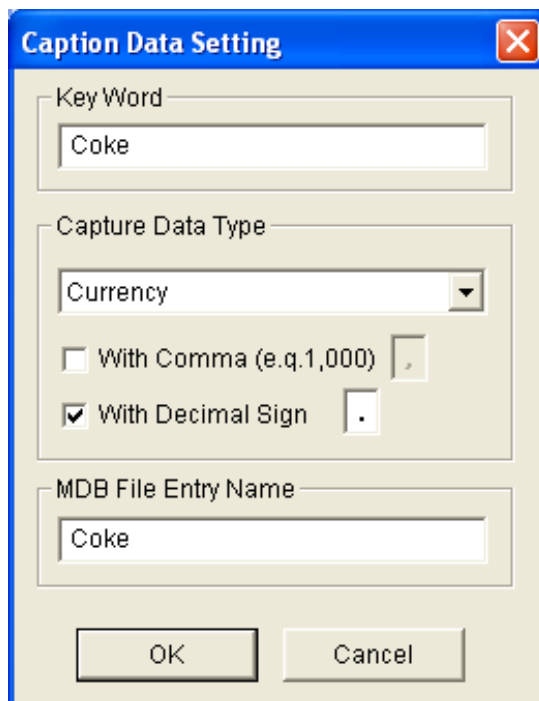 Caption Data Setting
Key Word
Coke
Capture Data Type
Currency
With Comma (e.q.1,000) ,
With Decimal Sign .
MDB File Entry Name
Coke
OK Cancel